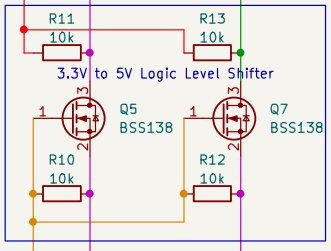 R11 R13
10k 10k
3.3V to 5V Logic Level Shifter
3 3
1 Q5 1 Q7
BSS138 BSS138
2 2
R10 R12
10k 10k